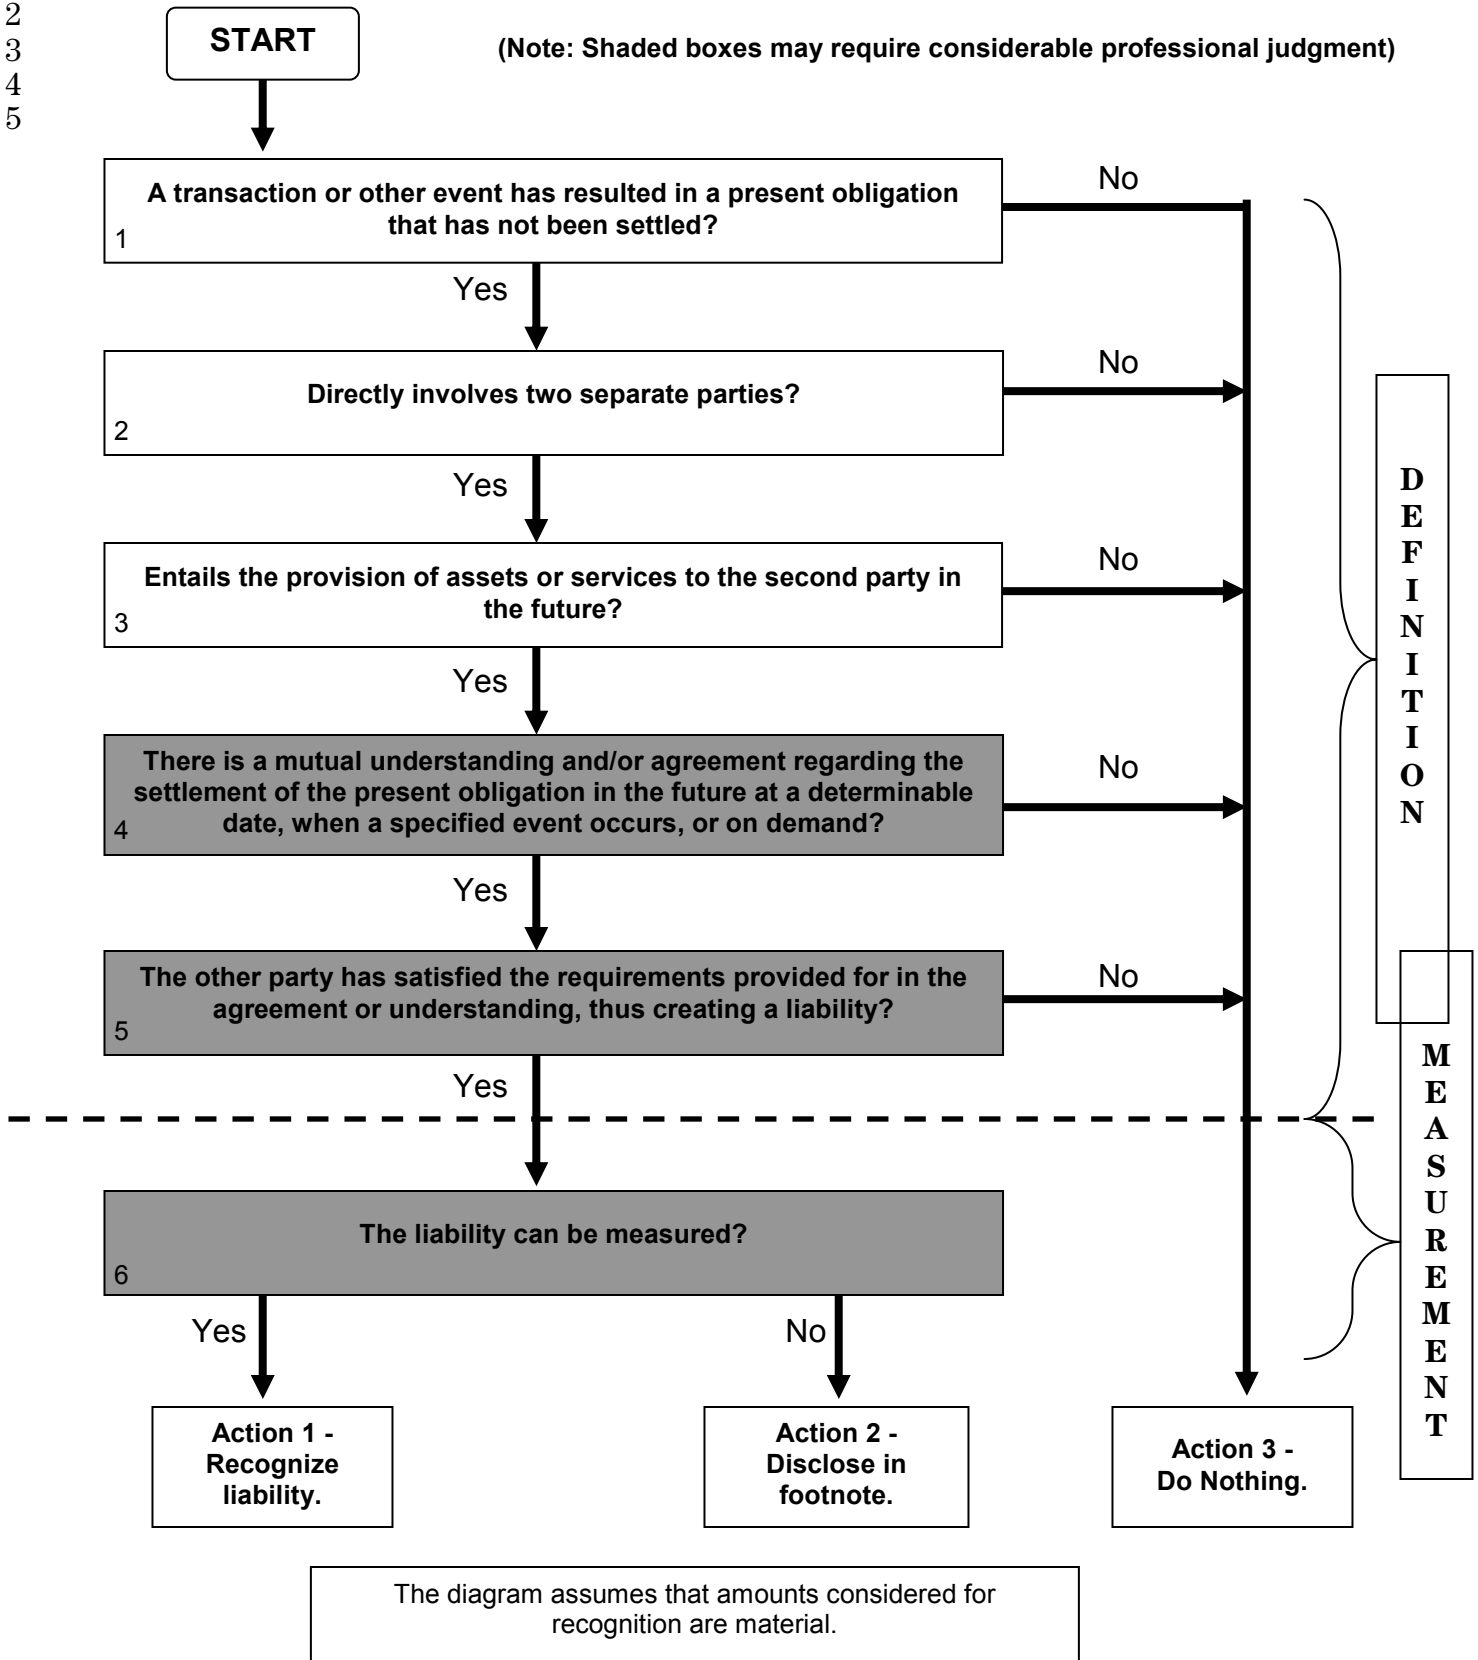 2
3
4
5
START
(Note: Shaded boxes may require considerable professional judgment)
A transaction or other event has resulted in a present obligation
that has not been settled?
1
No
Yes
Directly involves two separate parties?
2
No
Yes
Entails the provision of assets or services to the second party in
the future?
3
No
Yes
There is a mutual understanding and/or agreement regarding the
settlement of the present obligation in the future at a determinable
date, when a specified event occurs, or on demand?
4
No
Yes
The other party has satisfied the requirements provided for in the
agreement or understanding, thus creating a liability?
5
No
Yes
D
E
F
I
N
I
T
I
O
N
The liability can be measured?
6
Yes
No
M
E
A
S
U
R
E
M
E
N
T
Action 1 -
Recognize
liability.
Action 2 -
Disclose in
footnote.
Action 3 -
Do Nothing.
The diagram assumes that amounts considered for
recognition are material.